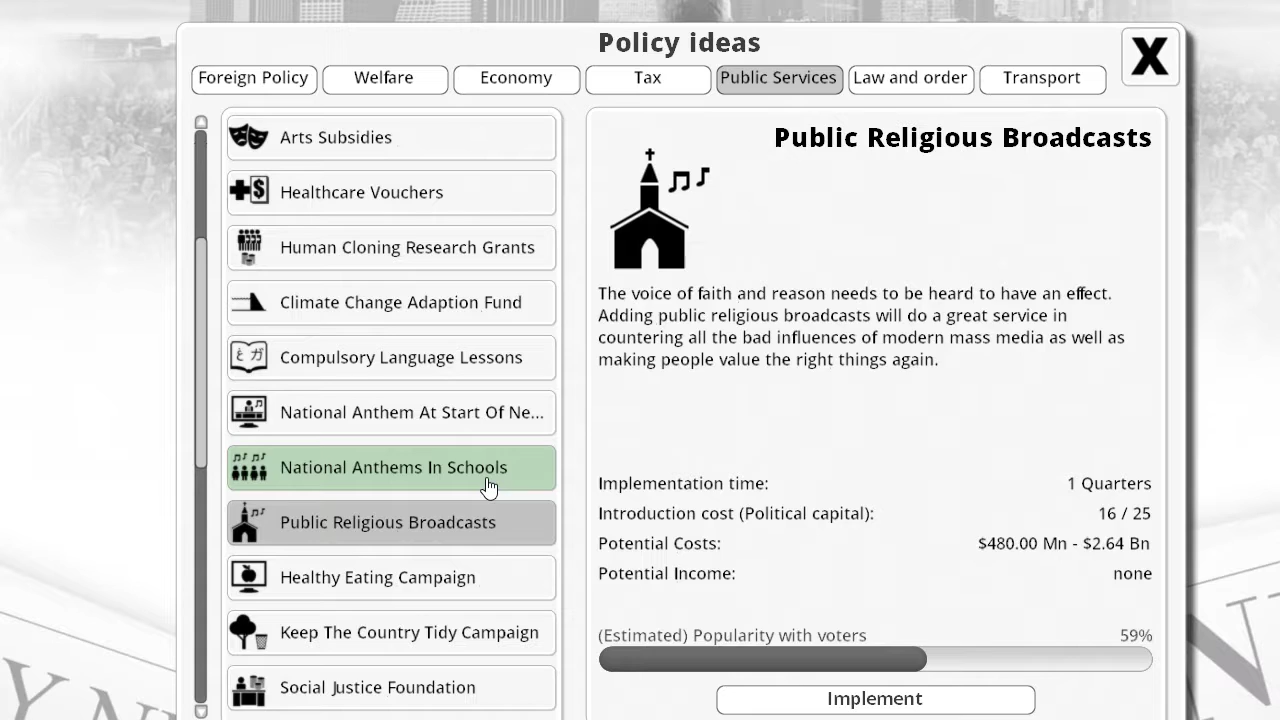 Policy ideas
X
Foreign Policy
Welfare
Economy
Tax
Public Services
Law and order
Transport
Arts Subsidies
Healthcare Vouchers
Human Cloning Research Grants
Climate Change Adaption Fund
Compulsory Language Lessons
National Anthem At Start Of Ne...
National Anthems In Schools
Public Religious Broadcasts
Healthy Eating Campaign
Keep The Country Tidy Campaign
Social Justice Foundation
Public Religious Broadcasts
The voice of faith and reason needs to be heard to have an effect.
Adding public religious broadcasts will do a great service in
countering all the bad influences of modern mass media as well as
making people value the right things again.
Implementation time: 1 Quarters
Introduction cost (Political capital): 16 / 25
Potential Costs: $480.00 Mn - $2.64 Bn
Potential Income: none
(Estimated) Popularity with voters 59%
Implement